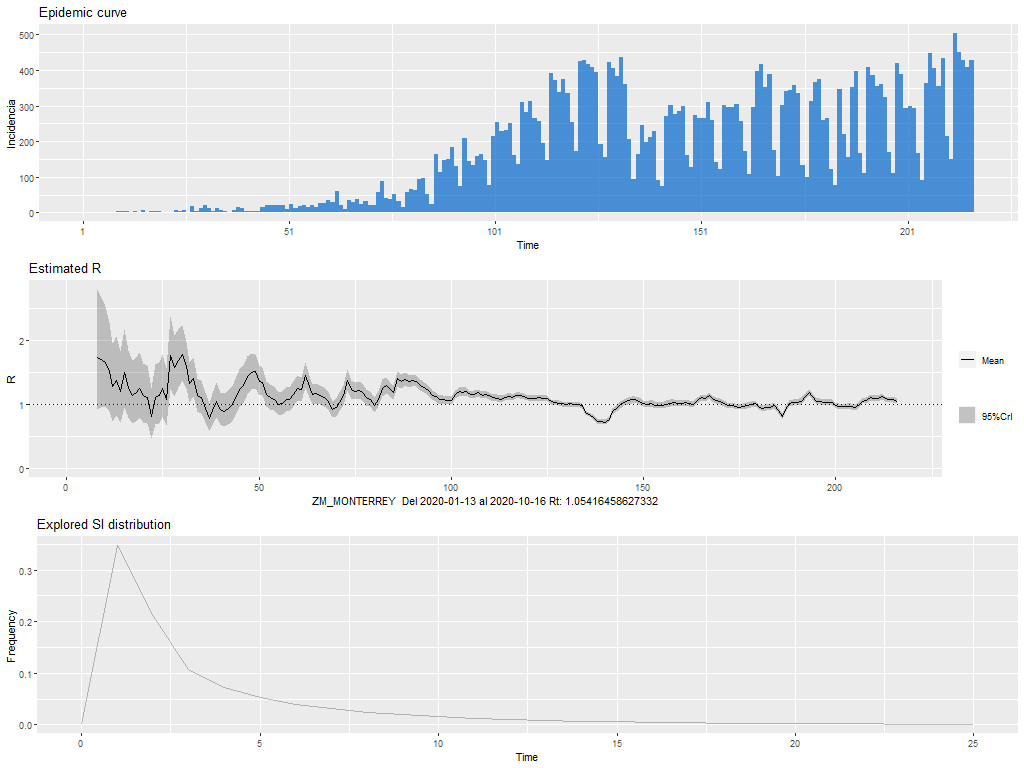 Epidemic curve
500
400
300
200
100
0
Incidencia
1
51
101
151
201
Time
Estimated R
2
1
0
R
0
50
100
150
200
ZM_MONTERREY Del 2020-01-13 al 2020-10-16 Rt: 1.05416458627332
Mean
95%CrI
Explored SI distribution
0.3
0.2
0.1
0.0
Frequency
0
5
10
15
20
25
Time